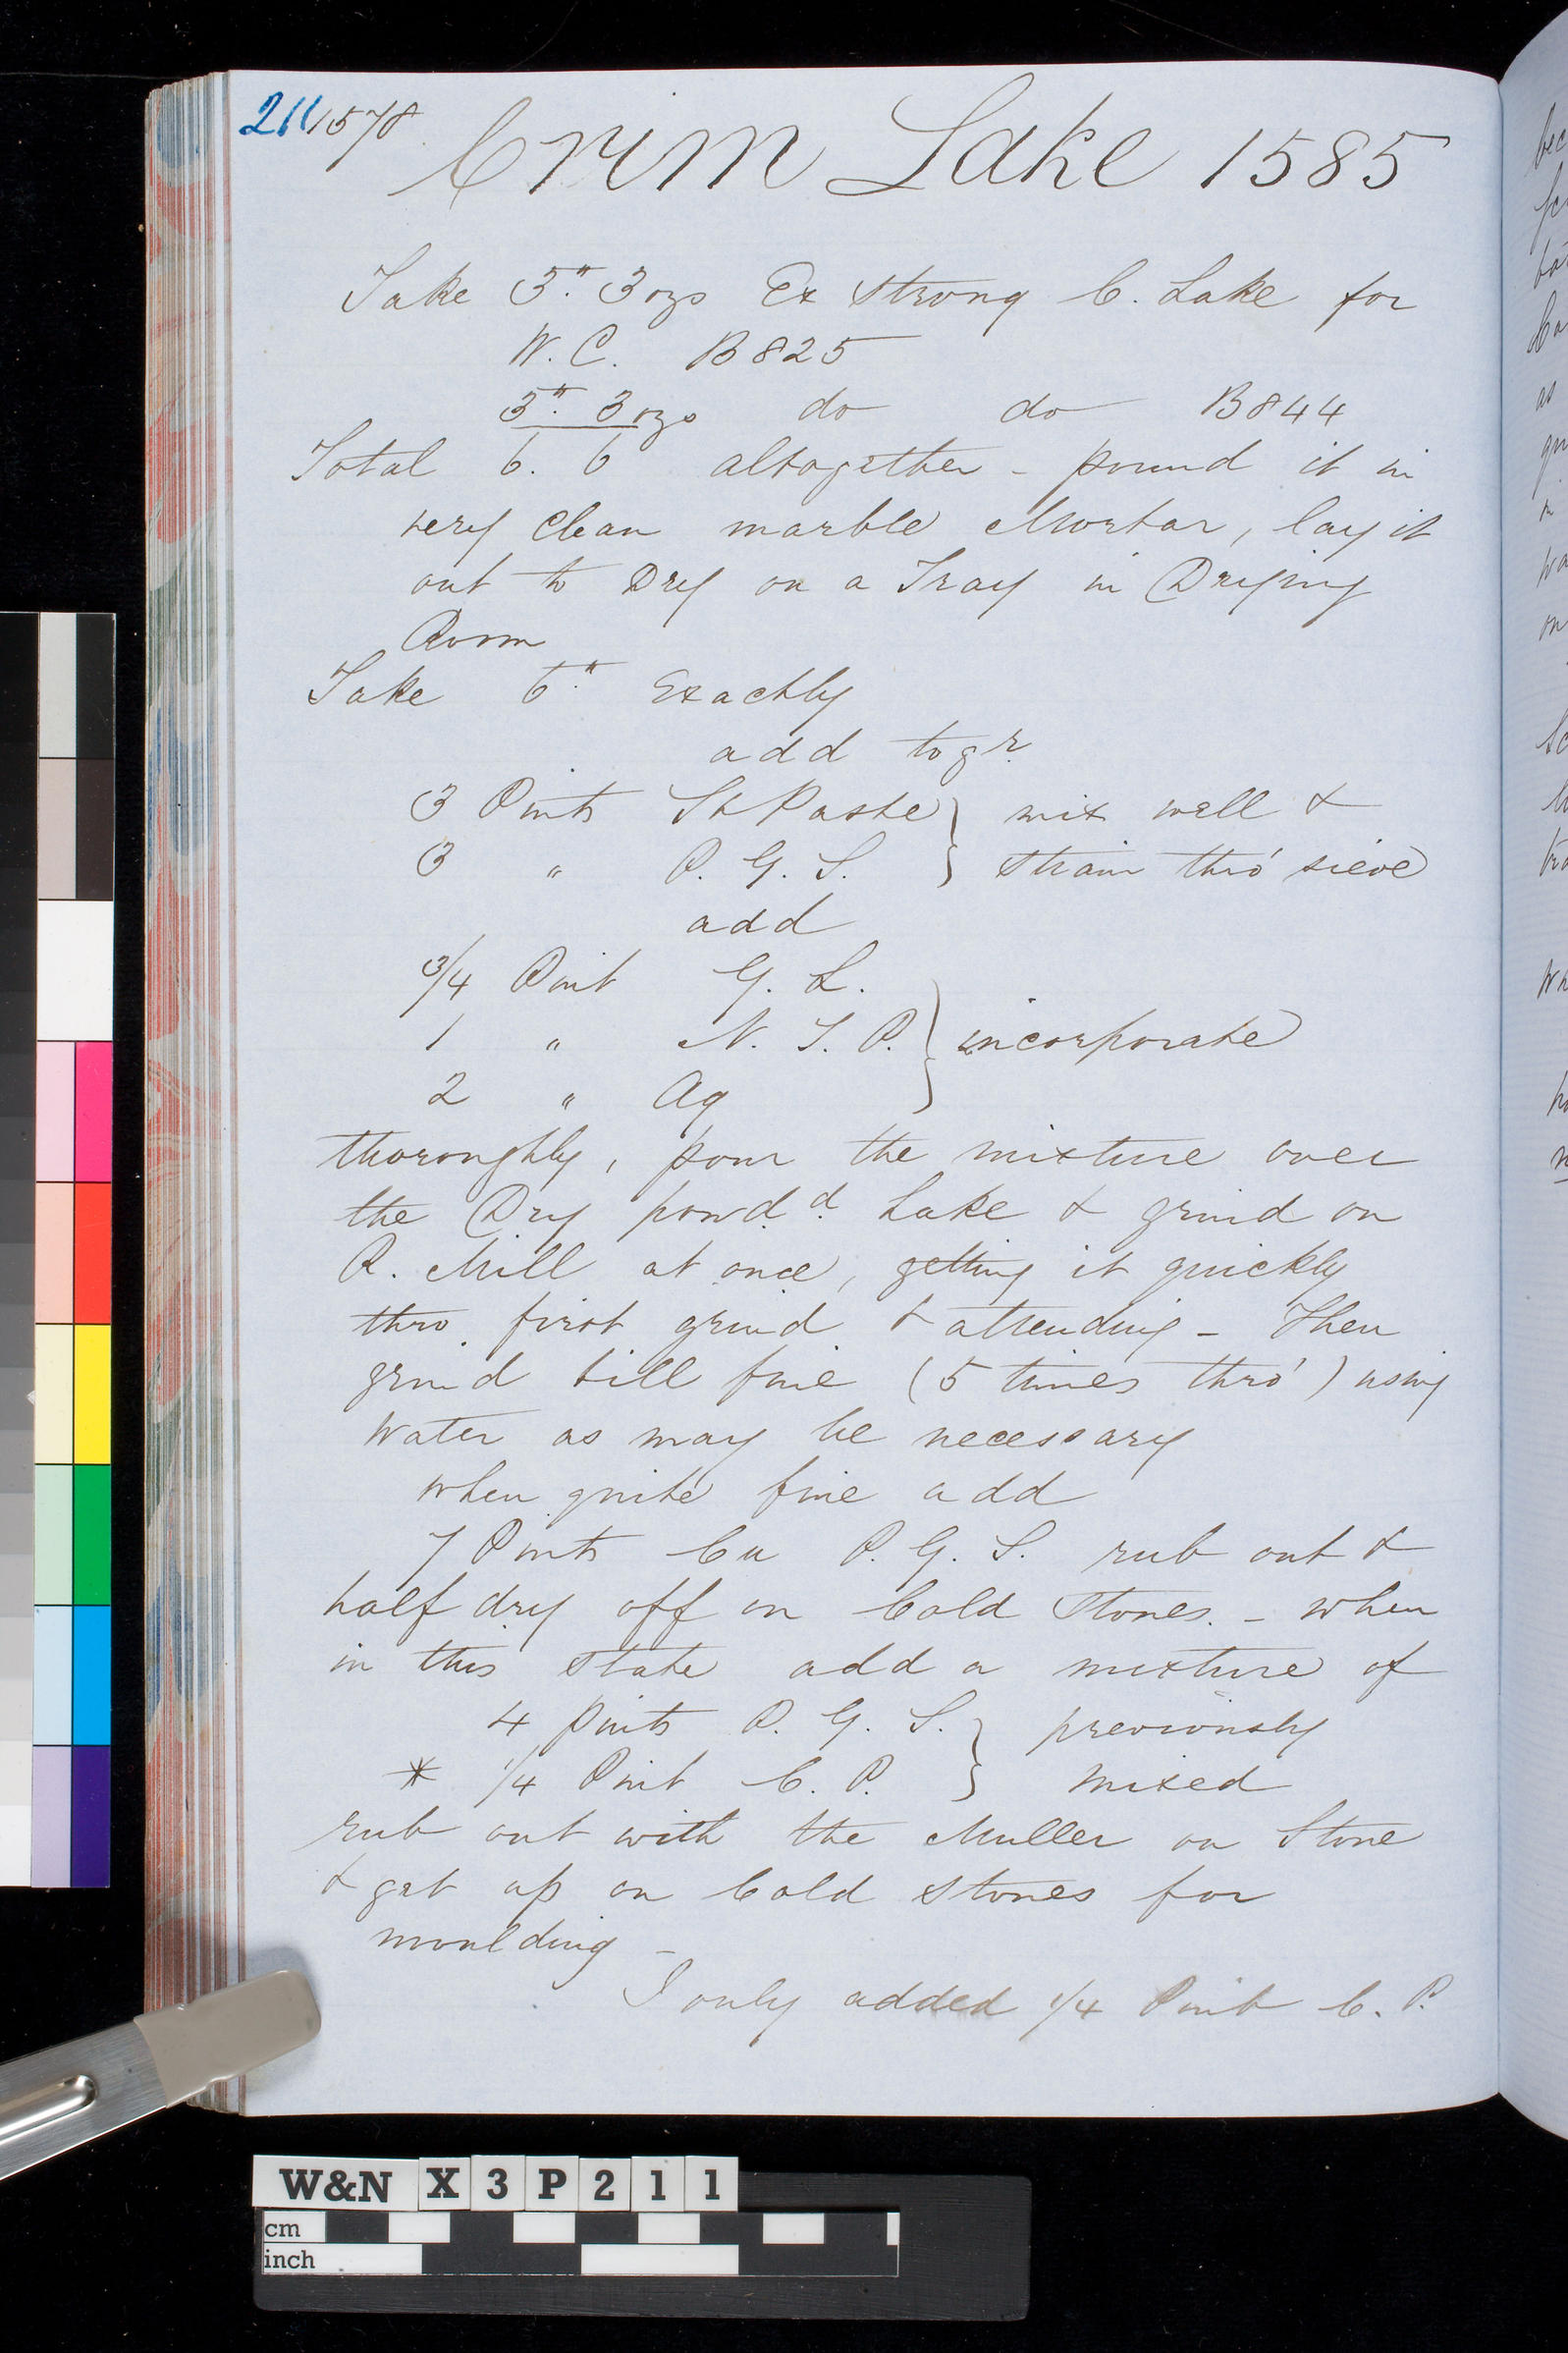 211 1578
Crim Lake 1585
Take 3". 3 ozs Ex strong C. Lake for
W. C. B825
3". 3 ozs do do B844
Total 6. 6 altogether - pound it in
very clean marble Mortar, lay it
out to Dry on a Tray in Drying
Room
Take 6." Exactly
add togr.
3 Pints St Paste } mix well &
3 " P. G. S. } strain thro' sieve
add
3/4 Pint G. L.
1 " N. S. P. } incorporate
2 " Aq
thoroughly, pour the mixture over
the Dry powd.d. Lake & grind on
P. Mill at once, getting it quickly
thro. first grind & attending - Then
grind till fine (5 times thro') using
water as may be necessary
when quite fine add
7 Pints Cu P. G. S. rub out &
half dry off on Cold Stones. - when
in this state add a mixture of
4 pints P. G. S. } previously
* 1/4 Pint C. P. } mixed
rub out with the Muller on Stone
& get up on Cold stones for
moulding -
I only added 1/4 Pint C. P.
W&N X 3 P 2 1 1
cm
inch